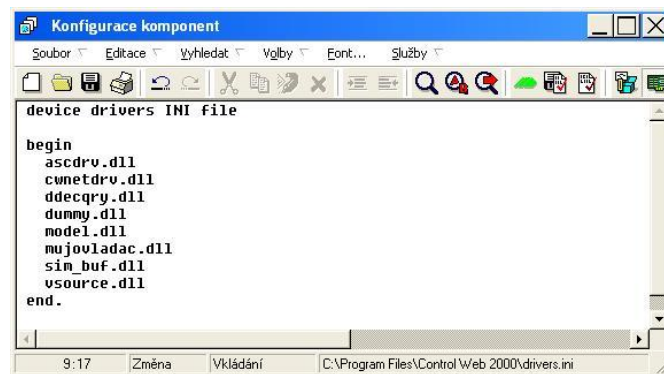 Konfigurace komponent
Soubor Editace Vyhledat Volby Font... Služby
device drivers INI file
begin
ascdrv.dll
cwnetdrv.dll
ddecqry.dll
dummy.dll
model.dll
mujovladac.dll
sim_buf.dll
vsource.dll
end.
9:17 Změna Vkládání C:\Program Files\Control Web 2000\drivers.ini